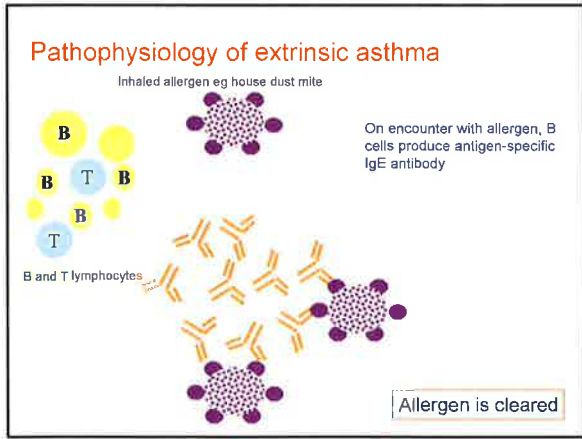 Pathophysiology of extrinsic asthma
Inhaled allergen eg house dust mite
On encounter with allergen, B
cells produce antigen-specific
IgE antibody
B
B
T
B
B
T
B and T lymphocytes
Allergen is cleared